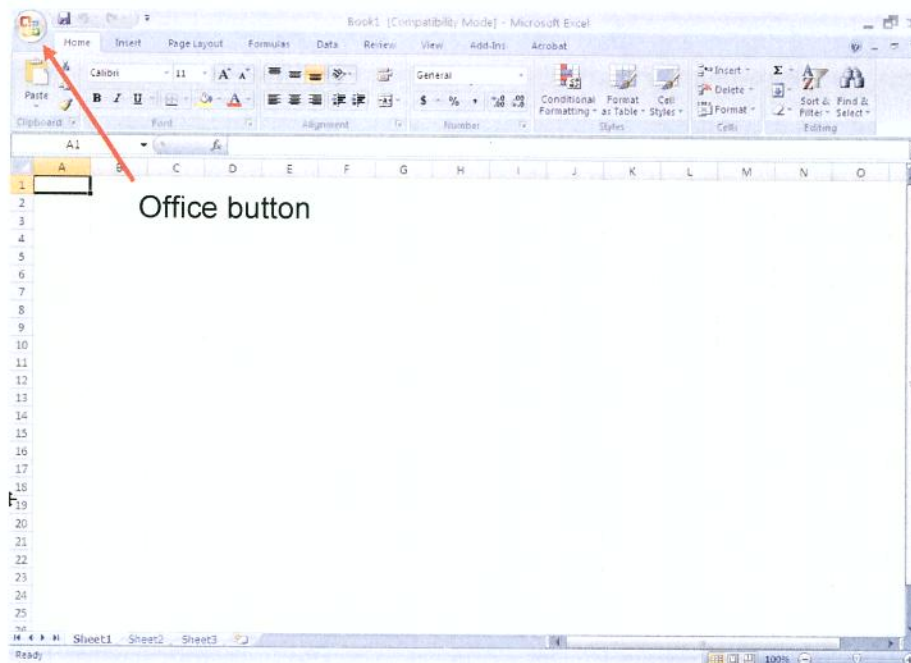 Book1 [Compatibility Mode] - Microsoft Excel
Home Insert Page Layout Formulas Data Review View Add-Ins Acrobat
Calibri 11 A A General Insert Σ
Paste B I U A $ % , Conditional Formatting Format as Table Cell Styles Delete Format Sort & Filter Find & Select
Clipboard Font Alignment Number Styles Cells Editing
A1 fx
A B C D E F G H I J K L M N O
1
2
Office button
3
4
5
6
7
8
9
10
11
12
13
14
15
16
17
18
19
20
21
22
23
24
25
Sheet1 Sheet2 Sheet3
Ready 100%